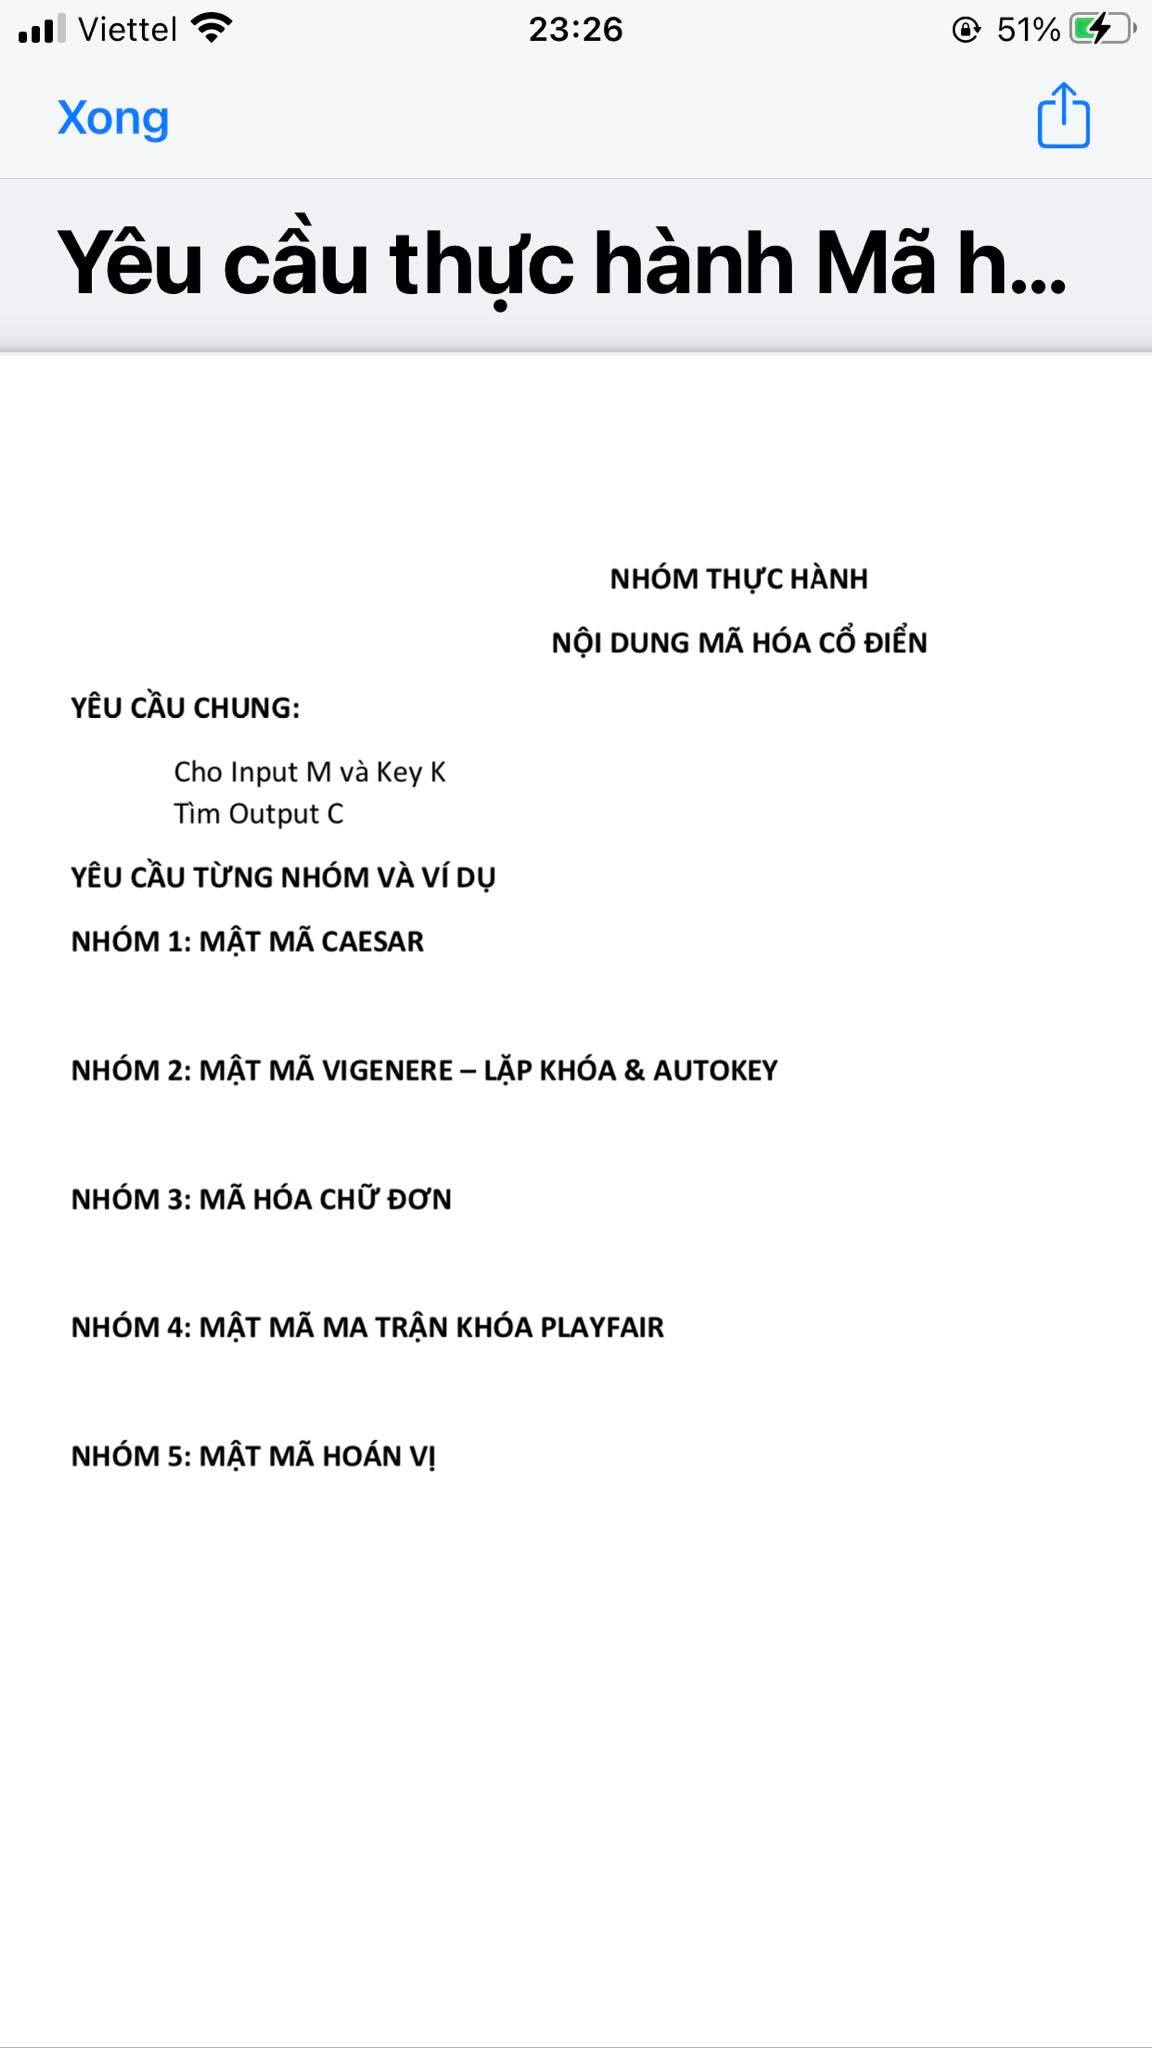 Viettel 23:26 51%
Xong
Yêu cầu thực hành Mã h...
NHÓM THỰC HÀNH
NỘI DUNG MÃ HÓA CỔ ĐIỂN
YÊU CẦU CHUNG:
Cho Input M và Key K
Tìm Output C
YÊU CẦU TỪNG NHÓM VÀ VÍ DỤ
NHÓM 1: MẬT MÃ CAESAR
NHÓM 2: MẬT MÃ VIGENERE – LẶP KHÓA & AUTOKEY
NHÓM 3: MÃ HÓA CHỮ ĐƠN
NHÓM 4: MẬT MÃ MA TRẬN KHÓA PLAYFAIR
NHÓM 5: MẬT MÃ HOÁN VỊ